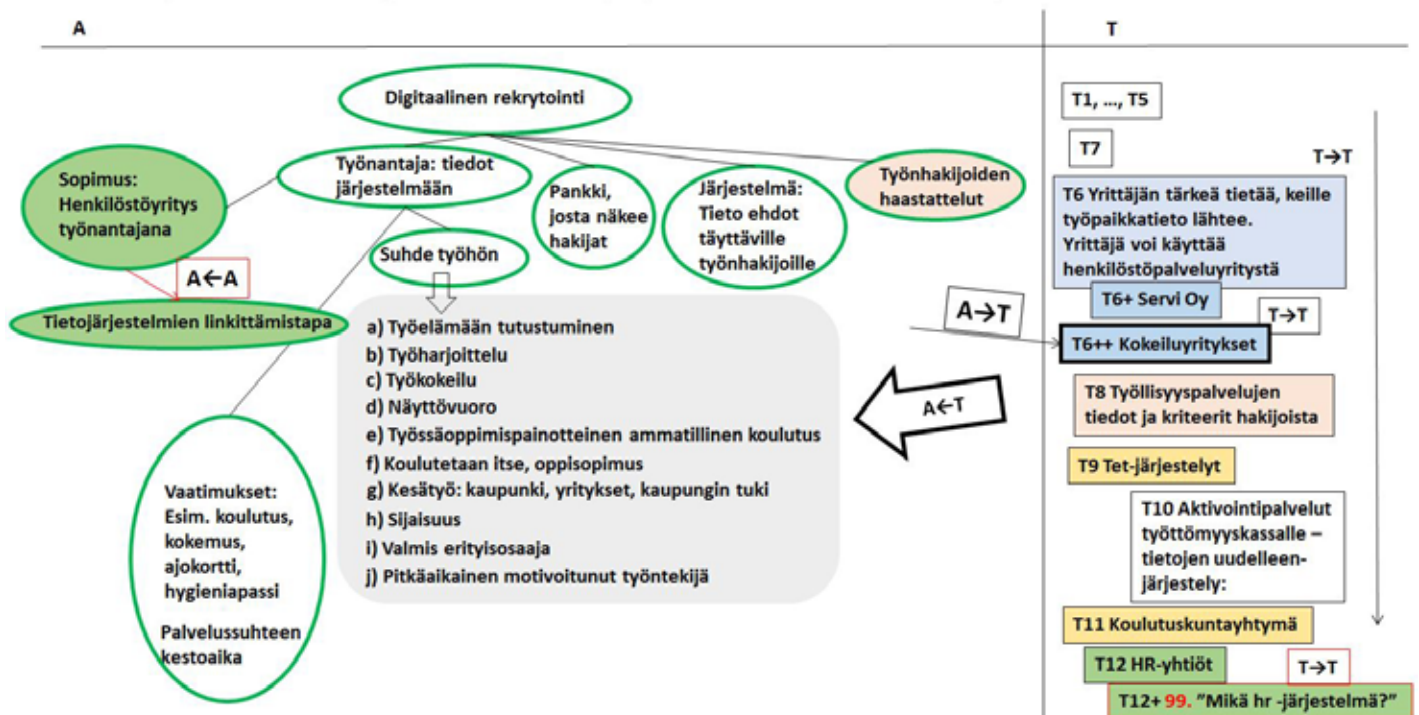 A
T
Digitaalinen rekrytointi
Sopimus:
Henkilöstöyritys
työnantajana
Työnantaja: tiedot
järjestelmään
Pankki,
josta näkee
hakijat
Järjestelmä:
Tieto ehdot
täyttäville
työnhakijoille
Työnhakijoiden
haastattelut
Suhde työhön
A←A
Tietojärjestelmien linkittämistapa
a) Työelämään tutustuminen
b) Työharjoittelu
c) Työkokeilu
d) Näyttövuoro
e) Työssäoppimispainotteinen ammatillinen koulutus
f) Koulutetaan itse, oppisopimus
g) Kesätyö: kaupunki, yritykset, kaupungin tuki
h) Sijaisuus
i) Valmis erityisosaaja
j) Pitkäaikainen motivoitunut työntekijä
Vaatimukset:
Esim. koulutus,
kokemus,
ajokortti,
hygieniapassi
Palvelussuhteen
kestoaika
A→T
A←T
T1, ..., T5
T7
T→T
T6 Yrittäjän tärkeä tietää, keille
työpaikkatieto lähtee.
Yrittäjä voi käyttää
henkilöstöpalveluyritystä
T6+ Servi Oy
T→T
T6++ Kokeiluyritykset
T8 Työllisyyspalvelujen
tiedot ja kriteerit hakijoista
T9 Tet-järjestelyt
T10 Aktivointipalvelut
työttömyyskassalle –
tietojen uudelleen-
järjestely:
T11 Koulutuskuntayhtymä
T12 HR-yhtiöt
T→T
T12+ 99. ”Mikä hr -järjestelmä?”